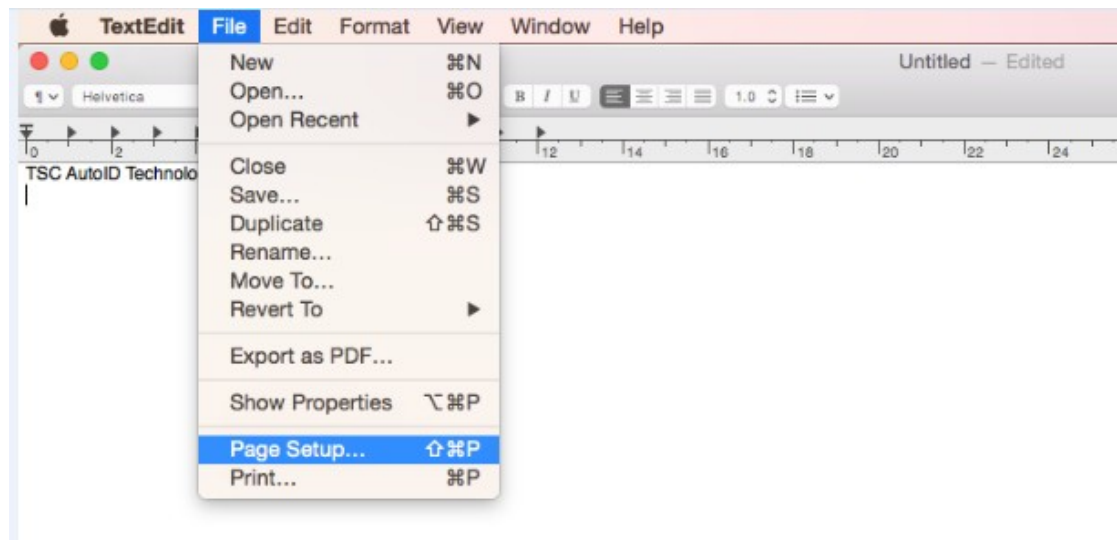 TextEdit File Edit Format View Window Help
Untitled — Edited
¶ Helvetica B I U 1.0
0 2 12 14 16 18 20 22 24
TSC AutoID Technolo
New ⌘N
Open... ⌘O
Open Recent ▶
Close ⌘W
Save... ⌘S
Duplicate ⇧⌘S
Rename...
Move To...
Revert To ▶
Export as PDF...
Show Properties ⌥⌘P
Page Setup... ⇧⌘P
Print... ⌘P